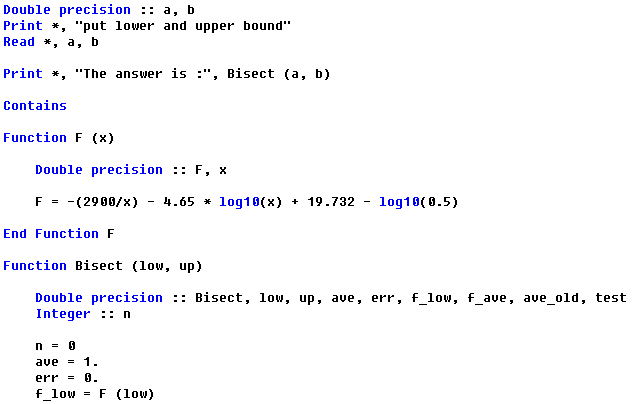 Double precision :: a, b
Print *, "put lower and upper bound"
Read *, a, b
Print *, "The answer is :", Bisect (a, b)
Contains
Function F (x)
Double precision :: F, x
F = -(2900/x) - 4.65 * log10(x) + 19.732 - log10(0.5)
End Function F
Function Bisect (low, up)
Double precision :: Bisect, low, up, ave, err, f_low, f_ave, ave_old, test
Integer :: n
n = 0
ave = 1.
err = 0.
f_low = F (low)